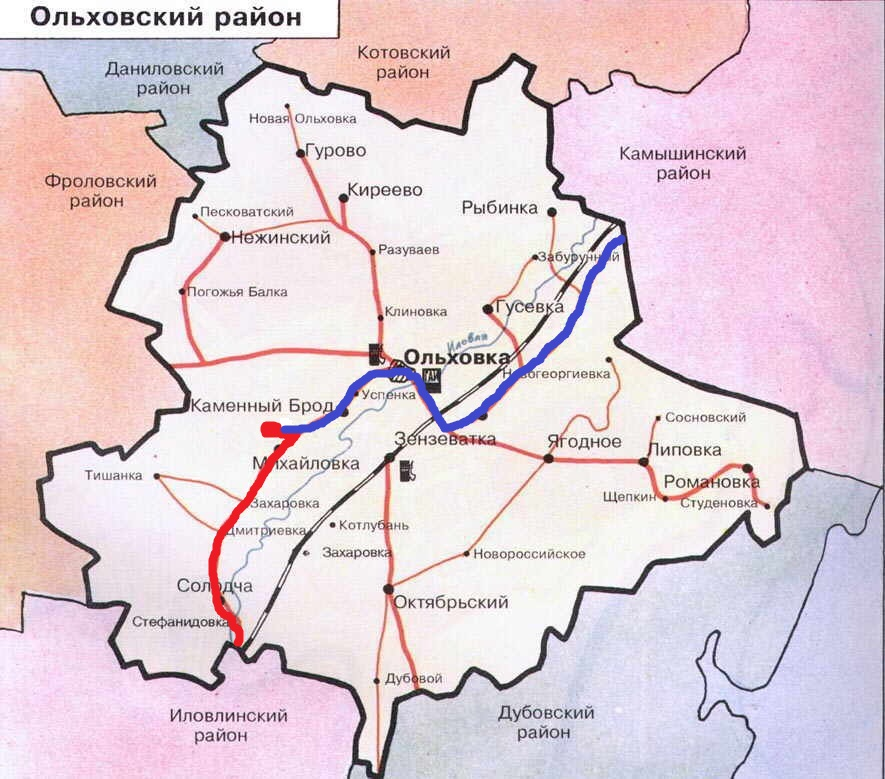 Ольховский район
Даниловский
район
Котовский
район
Камышинский
район
Фроловский
район
Новая Ольховка
Гурово
Киреево
Рыбинка
Песковатский
Нежинский
Разуваев
Забурунный
Погожья Балка
Клиновка
Гусевка
Иловля
Ольховка
Новогеоргиевка
Успенка
Каменный Брод
Сосновский
Зензеватка
Ягодное
Липовка
Михайловка
Тишанка
Романовка
Щепкин
Студеновка
Захаровка
Котлубань
Дмитриевка
Захаровка
Новороссийское
Солодча
Октябрьский
Стефанидовка
Дубовой
Иловлинский
район
Дубовский
район